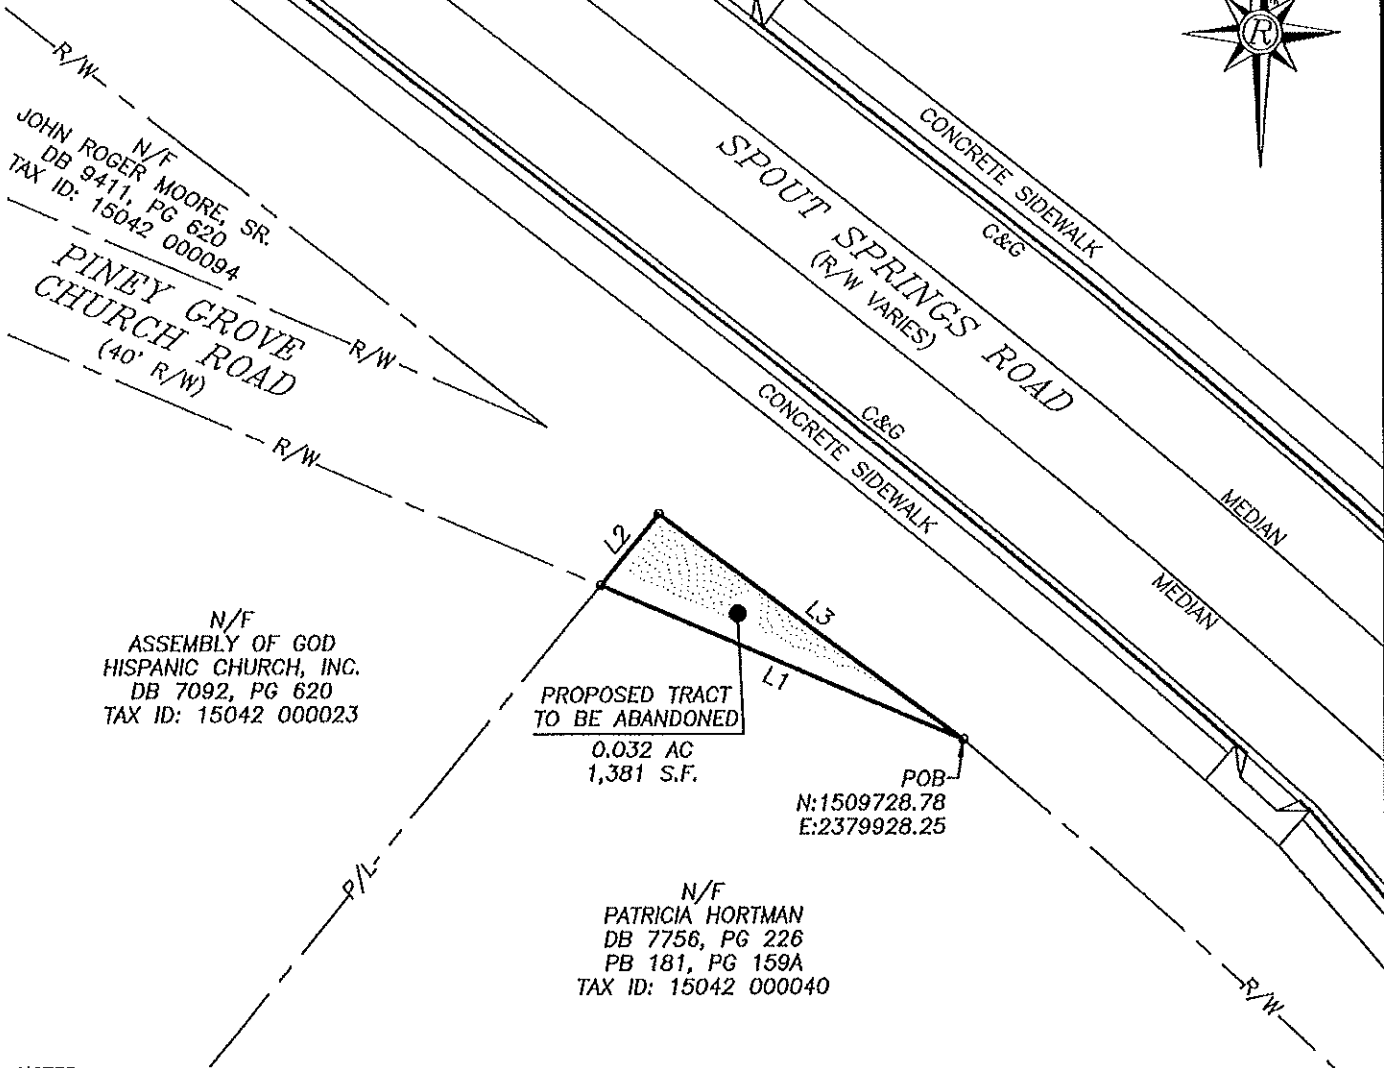 R
R/W
N/F
JOHN ROGER MOORE, SR.
DB 9411, PG 620
TAX ID: 15042 000094
PINEY GROVE
CHURCH ROAD
(40' R/W)
R/W
R/W
CONCRETE SIDEWALK
C&G
SPOUT SPRINGS ROAD
(R/W VARIES)
C&G
CONCRETE SIDEWALK
MEDIAN
MEDIAN
L2
L3
L1
N/F
ASSEMBLY OF GOD
HISPANIC CHURCH, INC.
DB 7092, PG 620
TAX ID: 15042 000023
PROPOSED TRACT
TO BE ABANDONED
0.032 AC
1,381 S.F.
POB
N:1509728.78
E:2379928.25
P/L
N/F
PATRICIA HORTMAN
DB 7756, PG 226
PB 181, PG 159A
TAX ID: 15042 000040
R/W